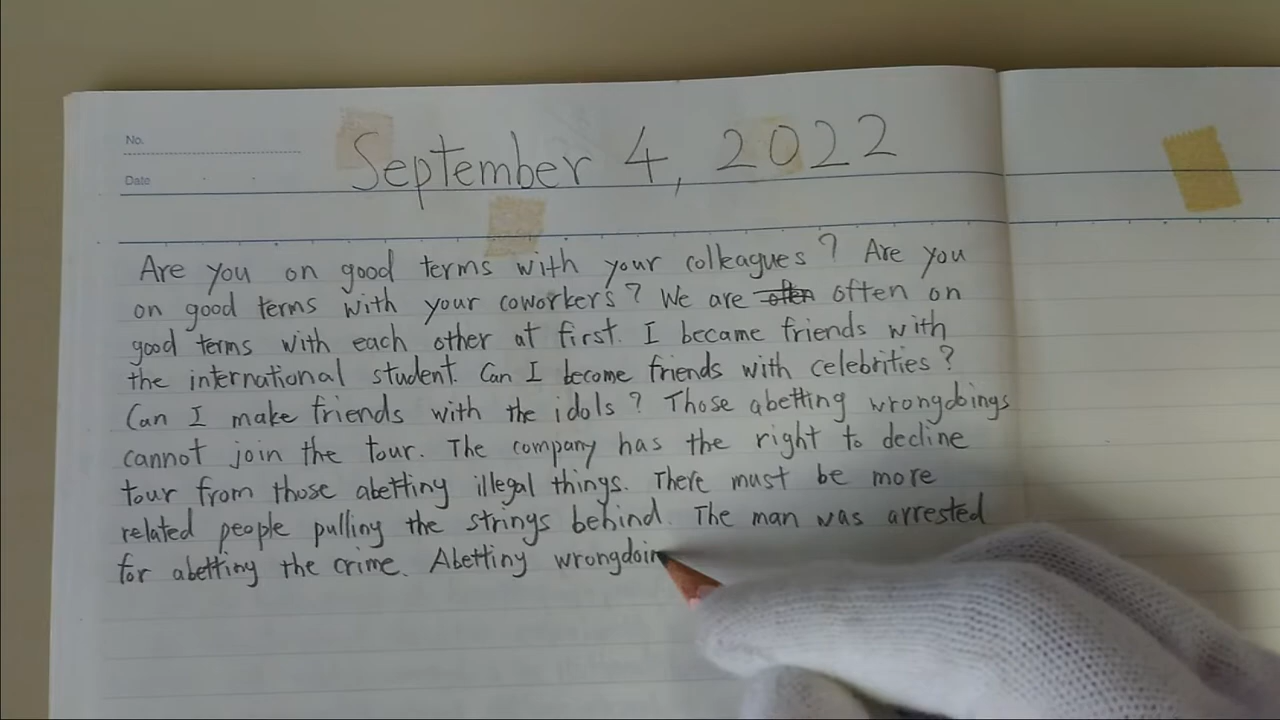 No.
Date
September 4, 2022
Are you on good terms with your colleagues? Are you
on good terms with your coworkers? We are often often on
good terms with each other at first. I became friends with
the international student. Can I become friends with celebrities?
Can I make friends with the idols? Those abetting wrongdoings
cannot join the tour. The company has the right to decline
tour from those abetting illegal things. There must be more
related people pulling the strings behind. The man was arrested
for abetting the crime. Abetting wrongdoin